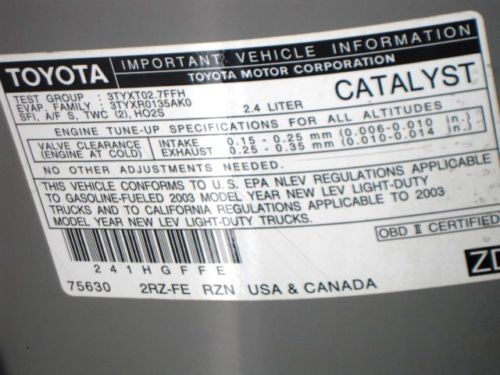 TOYOTA
IMPORTANT VEHICLE INFORMATION
TOYOTA MOTOR CORPORATION
TEST GROUP : 3TYXT02.7FFH
EVAP. FAMILY : 3TYXR0135AK0
SFI, A/F S, TWC (2), HO2S
2.4 LITER
CATALYST
ENGINE TUNE-UP SPECIFICATIONS FOR ALL ALTITUDES
VALVE CLEARANCE
(ENGINE AT COLD)
INTAKE 0.15 - 0.25 mm (0.006-0.010 in.)
EXHAUST 0.25 - 0.35 mm (0.010-0.014 in.)
NO OTHER ADJUSTMENTS NEEDED.
THIS VEHICLE CONFORMS TO U.S. EPA NLEV REGULATIONS APPLICABLE
TO GASOLINE-FUELED 2003 MODEL YEAR NEW LEV LIGHT-DUTY
TRUCKS AND TO CALIFORNIA REGULATIONS APPLICABLE TO 2003
MODEL YEAR NEW LEV LIGHT-DUTY TRUCKS.
OBD II CERTIFIED
241HGFFE
75630 2RZ-FE RZN USA & CANADA